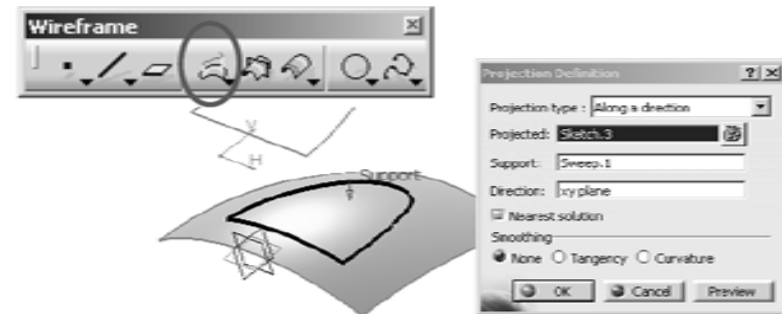 Wireframe
V
H
Support
Projection Definition
Projection type : Along a direction
Projected: Sketch.3
Support: Sweep.1
Direction: xy plane
Nearest solution
Smoothing
None Tangency Curvature
OK Cancel Preview